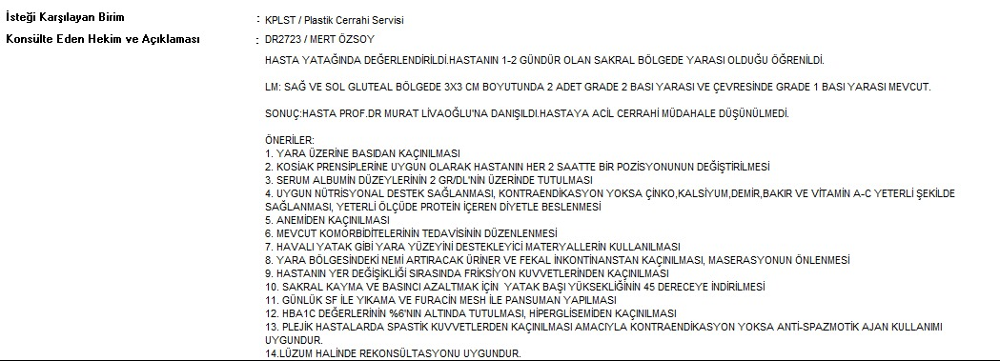 İsteği Karşılayan Birim : KPLST / Plastik Cerrahi Servisi
Konsülte Eden Hekim ve Açıklaması : DR2723 / MERT ÖZSOY
HASTA YATAĞINDA DEĞERLENDİRİLDİ.HASTANIN 1-2 GÜNDÜR OLAN SAKRAL BÖLGEDE YARASI OLDUĞU ÖĞRENİLDİ.
LM: SAĞ VE SOL GLUTEAL BÖLGEDE 3X3 CM BOYUTUNDA 2 ADET GRADE 2 BASI YARASI VE ÇEVRESİNDE GRADE 1 BASI YARASI MEVCUT.
SONUÇ:HASTA PROF.DR MURAT LİVAOĞLU'NA DANIŞILDI.HASTAYA ACİL CERRAHİ MÜDAHALE DÜŞÜNÜLMEDİ.
ÖNERİLER:
1. YARA ÜZERİNE BASIDAN KAÇINILMASI
2. KOSİAK PRENSİPLERİNE UYGUN OLARAK HASTANIN HER 2 SAATTE BİR POZİSYONUNUN DEĞİŞTİRİLMESİ
3. SERUM ALBUMİN DÜZEYLERİNİN 2 GR/DL'NİN ÜZERİNDE TUTULMASI
4. UYGUN NÜTRİSYONAL DESTEK SAĞLANMASI, KONTRAENDİKASYON YOKSA ÇİNKO,KALSİYUM,DEMİR,BAKIR VE VİTAMİN A-C YETERLİ ŞEKİLDE
SAĞLANMASI, YETERLİ ÖLÇÜDE PROTEİN İÇEREN DİYETLE BESLENMESİ
5. ANEMİDEN KAÇINILMASI
6. MEVCUT KOMORBİDİTELERİNİN TEDAVİSİNİN DÜZENLENMESİ
7. HAVALI YATAK GİBİ YARA YÜZEYİNİ DESTEKLEYİCİ MATERYALLERİN KULLANILMASI
8. YARA BÖLGESİNDEKİ NEMİ ARTIRACAK ÜRİNER VE FEKAL İNKONTİNANSTAN KAÇINILMASI, MASERASYONUN ÖNLENMESİ
9. HASTANIN YER DEĞİŞİKLİĞİ SIRASINDA FRİKSİYON KUVVETLERİNDEN KAÇINILMASI
10. SAKRAL KAYMA VE BASINCI AZALTMAK İÇİN YATAK BAŞI YÜKSEKLİĞİNİN 45 DERECEYE İNDİRİLMESİ
11. GÜNLÜK SF İLE YIKAMA VE FURACİN MESH İLE PANSUMAN YAPILMASI
12. HBA1C DEĞERLERİNİN %6'NIN ALTINDA TUTULMASI, HİPERGLİSEMİDEN KAÇINILMASI
13. PLEJİK HASTALARDA SPASTİK KUVVETLERDEN KAÇINILMASI AMACIYLA KONTRAENDİKASYON YOKSA ANTİ-SPAZMOTİK AJAN KULLANIMI
UYGUNDUR.
14.LÜZUM HALİNDE REKONSÜLTASYONU UYGUNDUR.